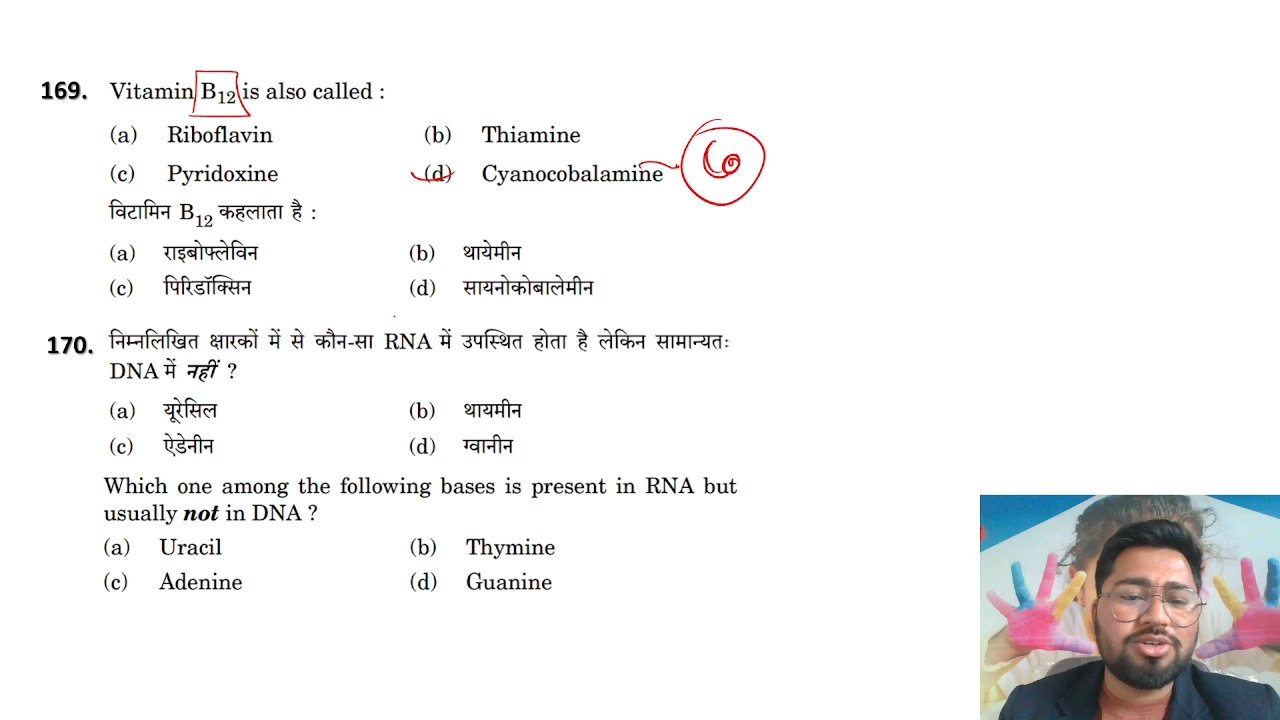 169. Vitamin B12 is also called :
(a) Riboflavin (b) Thiamine
(c) Pyridoxine (d) Cyanocobalamine Co
विटामिन B12 कहलाता है :
(a) राइबोफ्लेविन (b) थायेमीन
(c) पिरिडॉक्सिन (d) सायनोकोबालेमीन
170. निम्नलिखित क्षारकों में से कौन-सा RNA में उपस्थित होता है लेकिन सामान्यतः
DNA में नहीं ?
(a) यूरेसिल (b) थायमीन
(c) ऐडेनीन (d) ग्वानीन
Which one among the following bases is present in RNA but
usually not in DNA ?
(a) Uracil (b) Thymine
(c) Adenine (d) Guanine